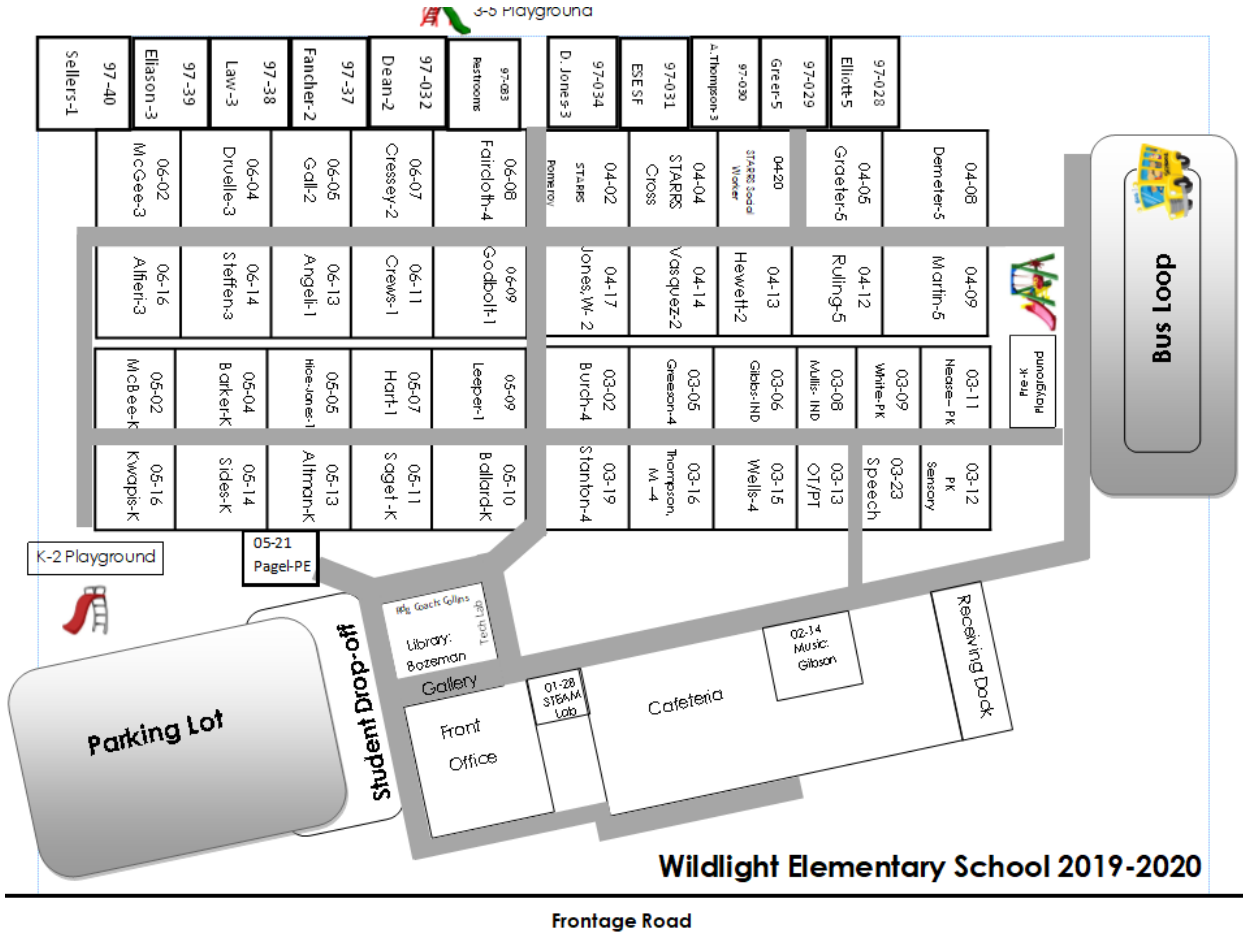 3-5 Playground
97-40
Sellers-1
97-39
Eliason-3
97-38
Law-3
97-37
Fancher-2
97-032
Dean-2
97-033
Restrooms
97-034
D. Jones-3
97-031
ESE SF
97-030
A.Thompson-3
97-029
Greer-5
97-028
Elliott-5
06-02
McGee-3
06-04
Druelle-3
06-05
Gall-2
06-07
Cressey-2
06-08
Faircloth-4
04-02
STARRS
Pomeroy
04-04
STARRS
Cross
04-20
STARRS Social
Worker
04-05
Graeter-5
04-08
Demeter-5
06-16
Alfieri-3
06-14
Steffen-3
06-13
Angeli-1
06-11
Crews-1
06-09
Godbolt-1
04-17
Jones, W- 2
04-14
Vasquez-2
04-13
Hewett-2
04-12
Ruling-5
04-09
Martin-5
Bus Loop
05-02
McBee-K
05-04
Barker-K
05-05
Hice-Jones-1
05-07
Hart-1
05-09
Leeper-1
03-02
Burch-4
03-05
Greeson-4
03-06
Gibbs-IND
03-08
Mullis- IND
03-09
White-PK
03-11
Nease– PK
Pre-K
Playground
05-16
Kwapis-K
05-14
Sides-K
05-13
Altman-K
05-11
Saget -K
05-10
Ballard-K
03-19
Stanton-4
03-16
Thompson,
M.-4
03-15
Wells-4
03-13
OT/PT
03-23
Speech
03-12
PK
Sensory
K-2 Playground
05-21
Pagel-PE
Rdg Coach: Collins
Tech Lab
Library:
Bozeman
Gallery
Student Drop-off
Parking Lot
Front
Office
01-28
STEAM
Lab
Cafeteria
02-14
Music:
Gibson
Receiving Dock
Wildlight Elementary School 2019-2020
Frontage Road